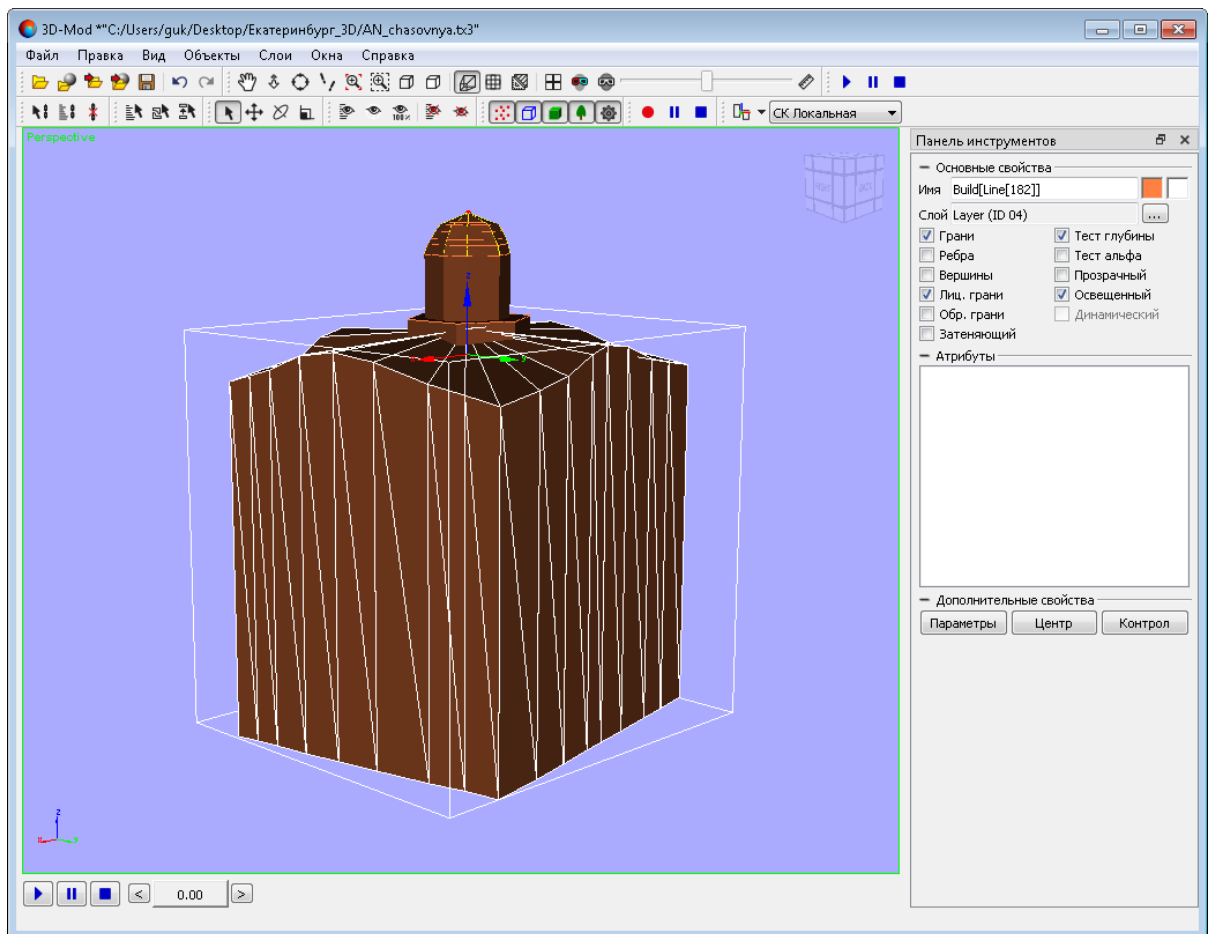 3D-Mod *"C:/Users/guk/Desktop/Екатеринбург_3D/AN_chasovnya.tx3"
Файл Правка Вид Объекты Слои Окна Справка
100%
СК Локальная
Perspective
Панель инструментов
Основные свойства
Имя Build[Line[182]]
Слой Layer (ID 04) ...
Грани Тест глубины
Ребра Тест альфа
Вершины Прозрачный
Лиц. грани Освещенный
Обр. грани Динамический
Затеняющий
Атрибуты
z
x y
Дополнительные свойства
Параметры Центр Контрол
z
x y
< 0.00 >